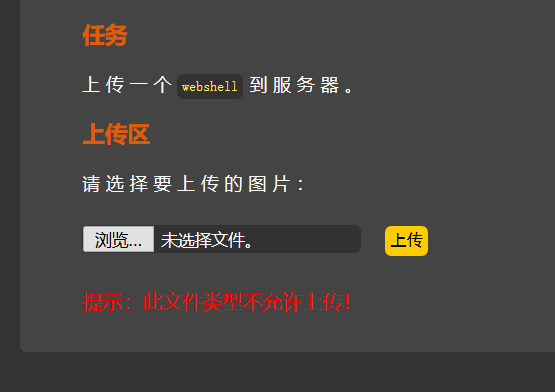 任务
上传一个 webshell 到服务器。
上传区
请选择要上传的图片：
浏览... 未选择文件。 上传
提示：此文件类型不允许上传！